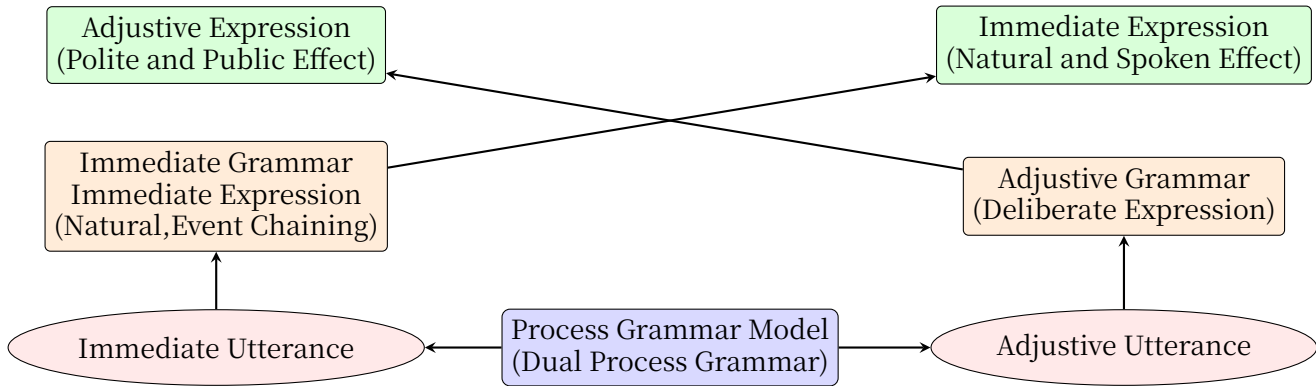 Adjustive Expression
(Polite and Public Effect)
Immediate Expression
(Natural and Spoken Effect)
Immediate Grammar
Immediate Expression
(Natural,Event Chaining)
Adjustive Grammar
(Deliberate Expression)
Immediate Utterance
Process Grammar Model
(Dual Process Grammar)
Adjustive Utterance